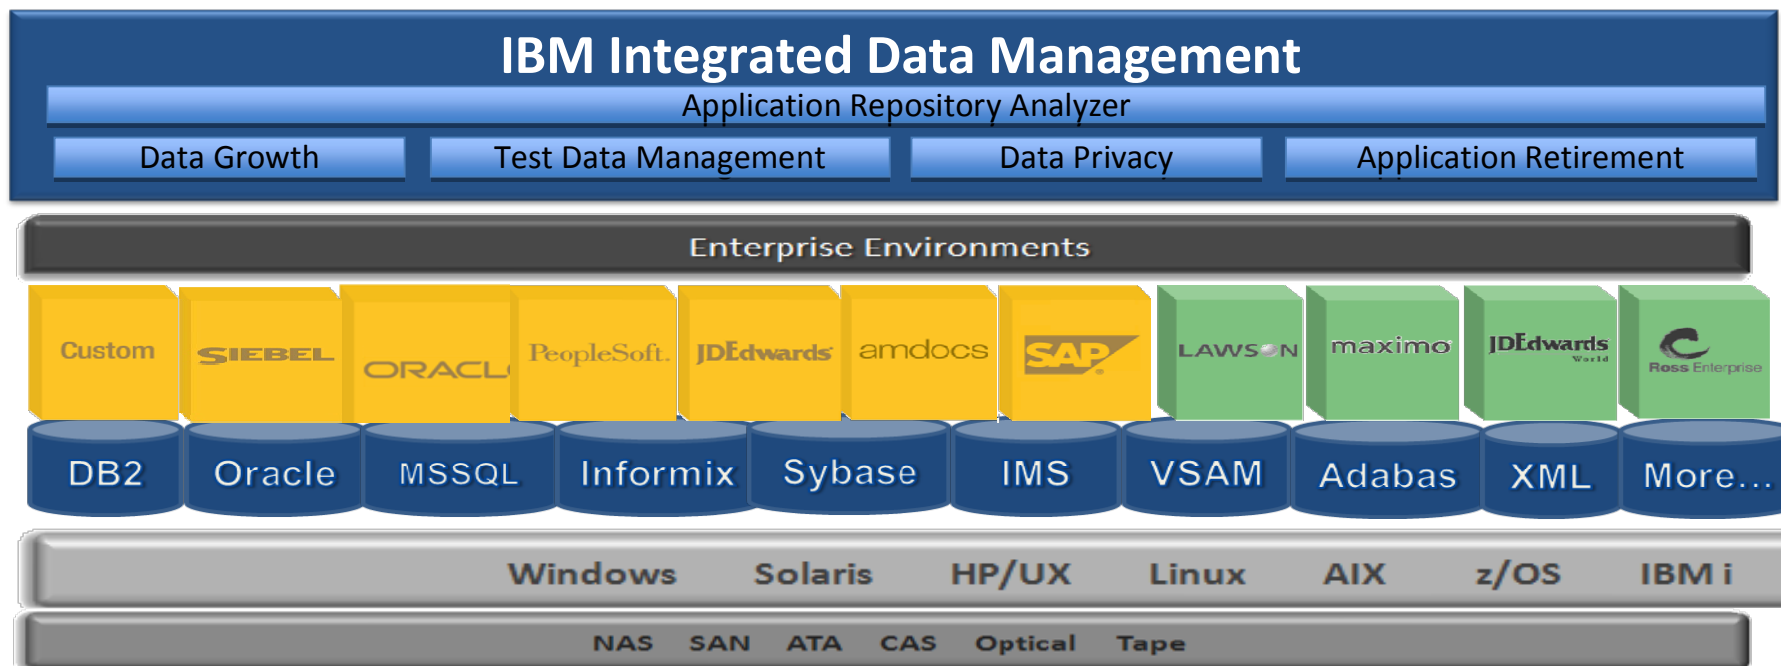 IBM Integrated Data Management
Application Repository Analyzer
Data Growth Test Data Management Data Privacy Application Retirement
Enterprise Environments
Custom SIEBEL ORACL PeopleSoft. JDEdwards amdocs SAP® LAWSON maximo JDEdwards World Ross Enterprise
DB2 Oracle MSSQL Informix Sybase IMS VSAM Adabas XML More...
Windows Solaris HP/UX Linux AIX z/OS IBM i
NAS SAN ATA CAS Optical Tape